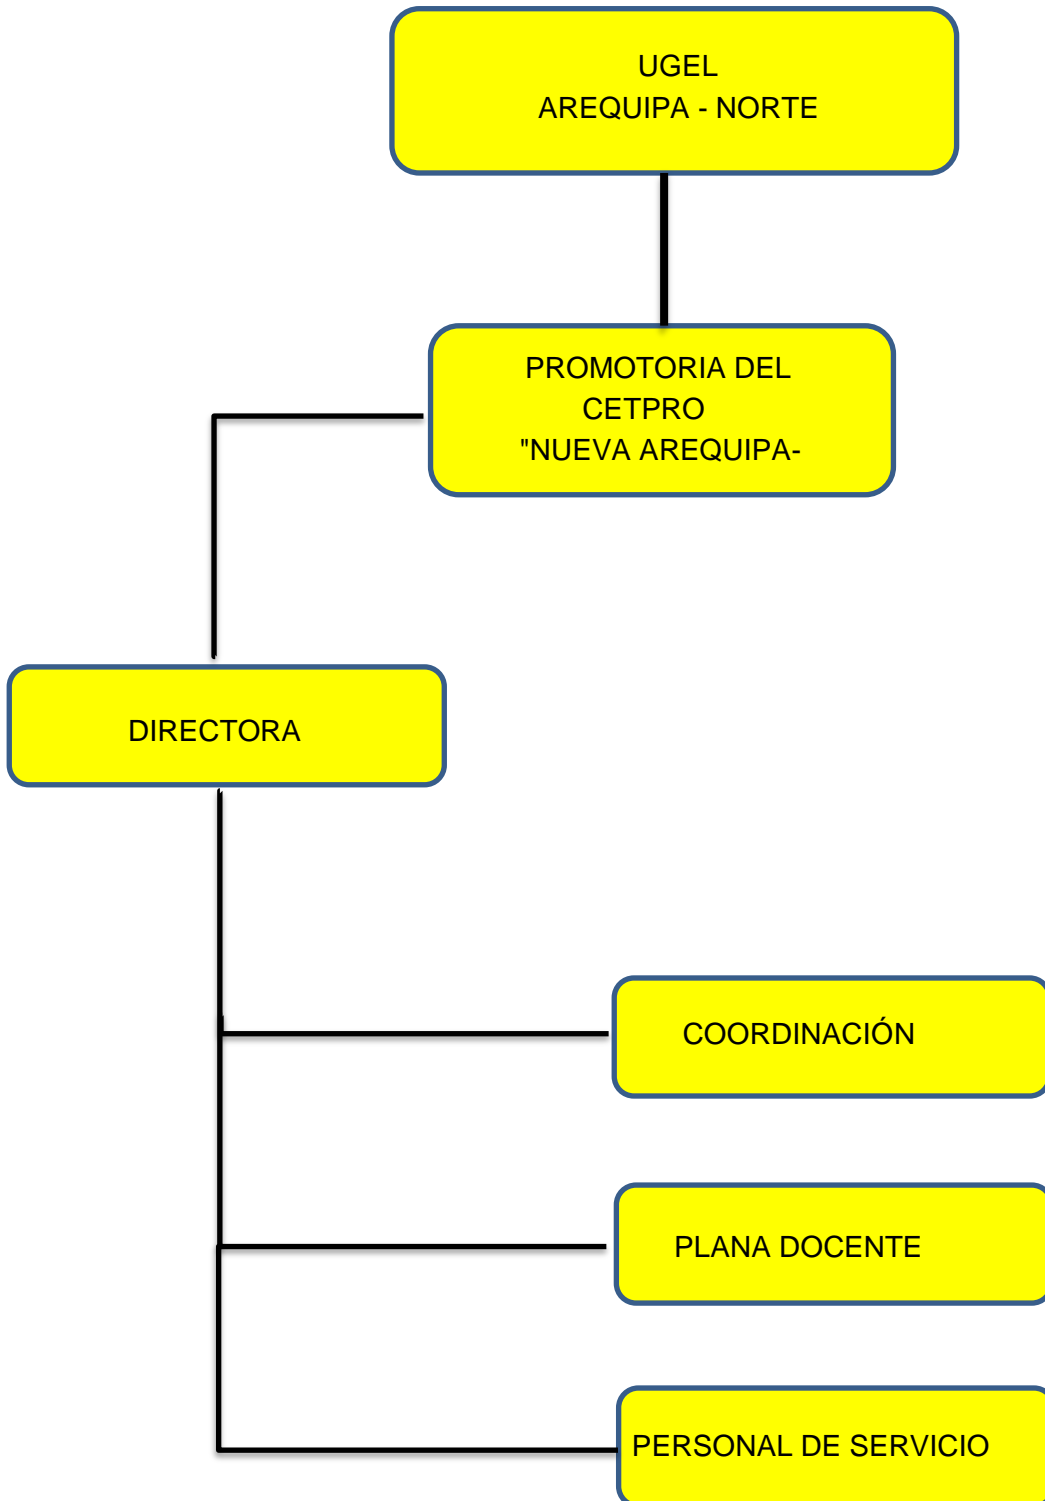 UGEL
AREQUIPA - NORTE
PROMOTORIA DEL
CETPRO
"NUEVA AREQUIPA-
DIRECTORA
COORDINACIÓN
PLANA DOCENTE
PERSONAL DE SERVICIO